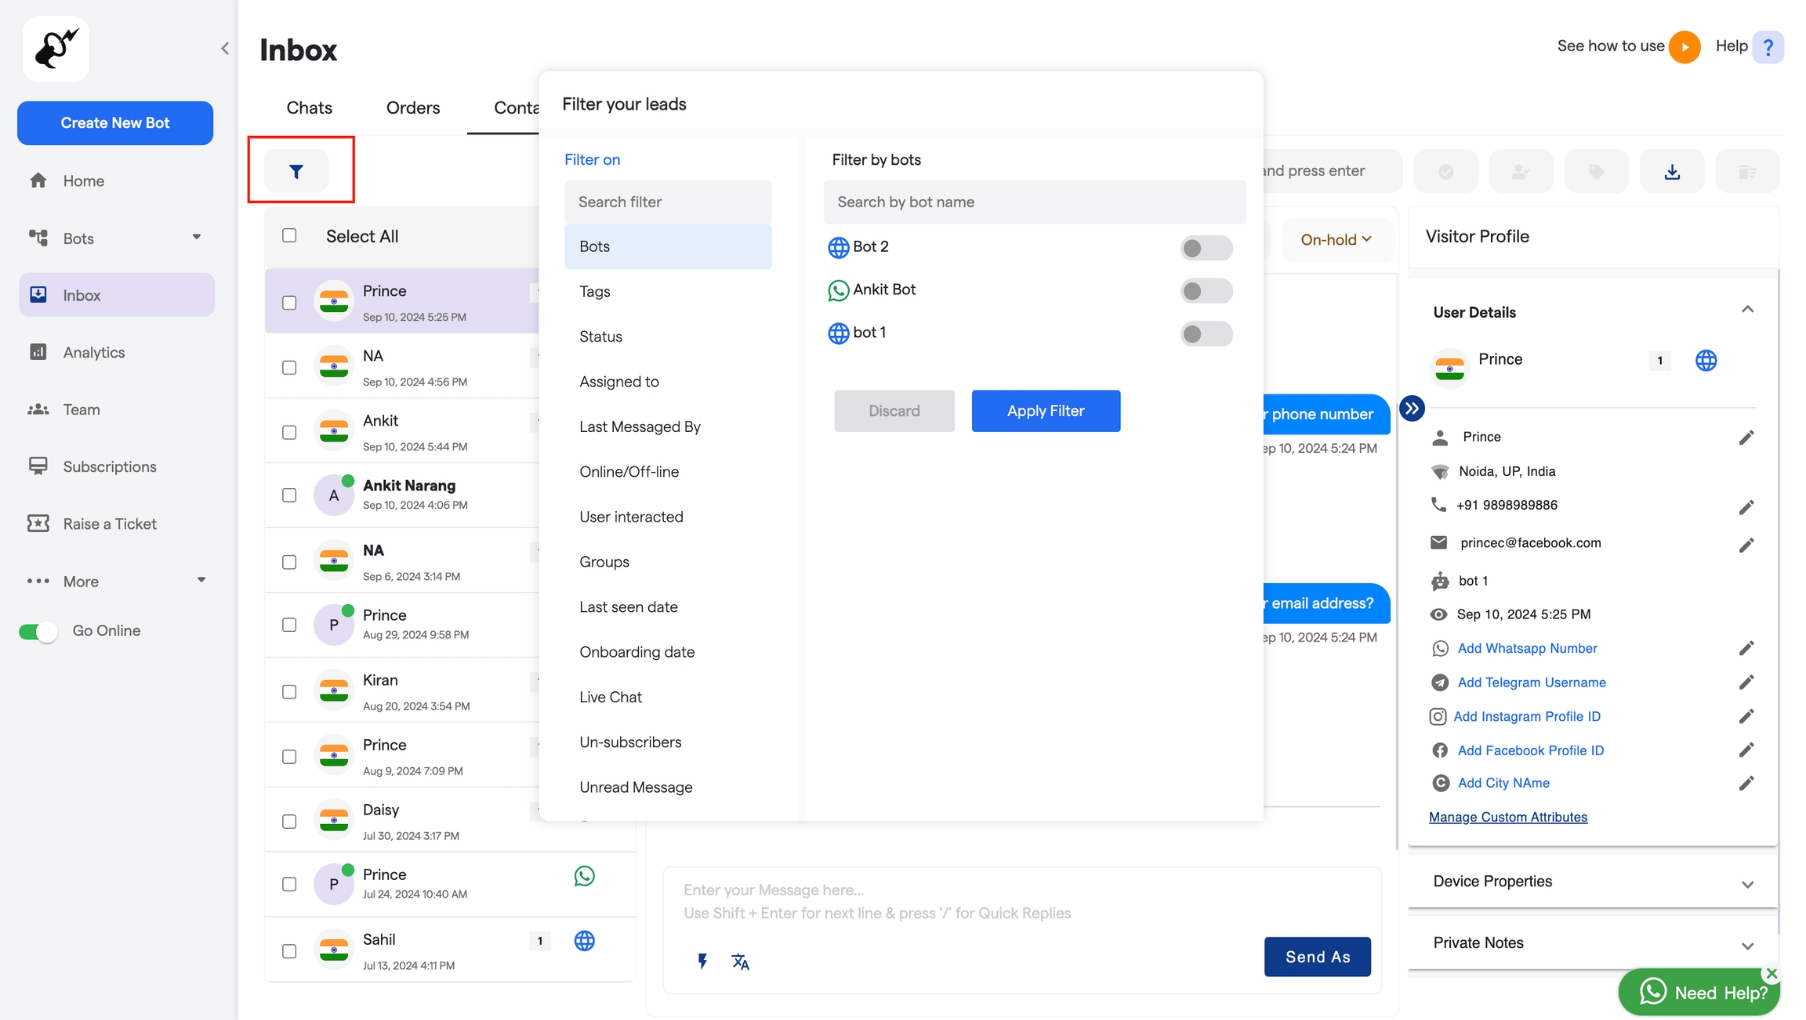 Inbox
See how to use
Help ?
Create New Bot
Home
Bots
Inbox
Analytics
Team
Subscriptions
Raise a Ticket
More
Go Online
Chats
Orders
Conta
and press enter
Select All
Prince
Sep 10, 2024 5:25 PM
NA
Sep 10, 2024 4:56 PM
Ankit
Sep 10, 2024 5:44 PM
A
Ankit Narang
Sep 10, 2024 4:06 PM
NA
Sep 6, 2024 3:14 PM
P
Prince
Aug 29, 2024 9:58 PM
Kiran
Aug 20, 2024 3:54 PM
Prince
Aug 9, 2024 7:09 PM
Daisy
Jul 30, 2024 3:17 PM
P
Prince
Jul 24, 2024 10:40 AM
Sahil
1
Jul 13, 2024 4:11 PM
Filter your leads
Filter on
Search filter
Bots
Tags
Status
Assigned to
Last Messaged By
Online/Off-line
User interacted
Groups
Last seen date
Onboarding date
Live Chat
Un-subscribers
Unread Message
Filter by bots
Search by bot name
Bot 2
Ankit Bot
bot 1
Discard
Apply Filter
On-hold
r phone number
ep 10, 2024 5:24 PM
r email address?
ep 10, 2024 5:24 PM
Enter your Message here...
Use Shift + Enter for next line & press '/' for Quick Replies
Send As
Visitor Profile
User Details
Prince
1
Prince
Noida, UP, India
+91 9898989886
princec@facebook.com
bot 1
Sep 10, 2024 5:25 PM
Add Whatsapp Number
Add Telegram Username
Add Instagram Profile ID
Add Facebook Profile ID
Add City NAme
Manage Custom Attributes
Device Properties
Private Notes
Need Help?